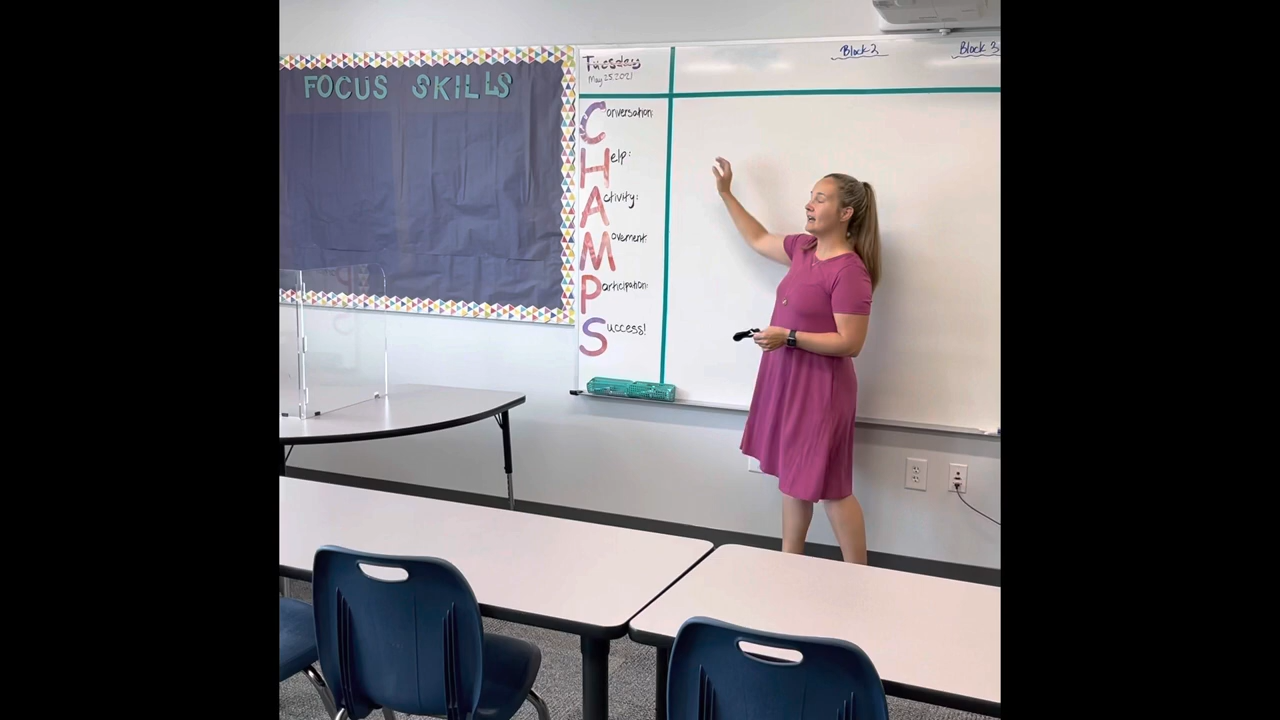 FOCUS SKILLS
Tuesday
May 25, 2021
Block 2
Block 3
Conversation:
Help:
Activity:
Movement:
Participation:
Success!